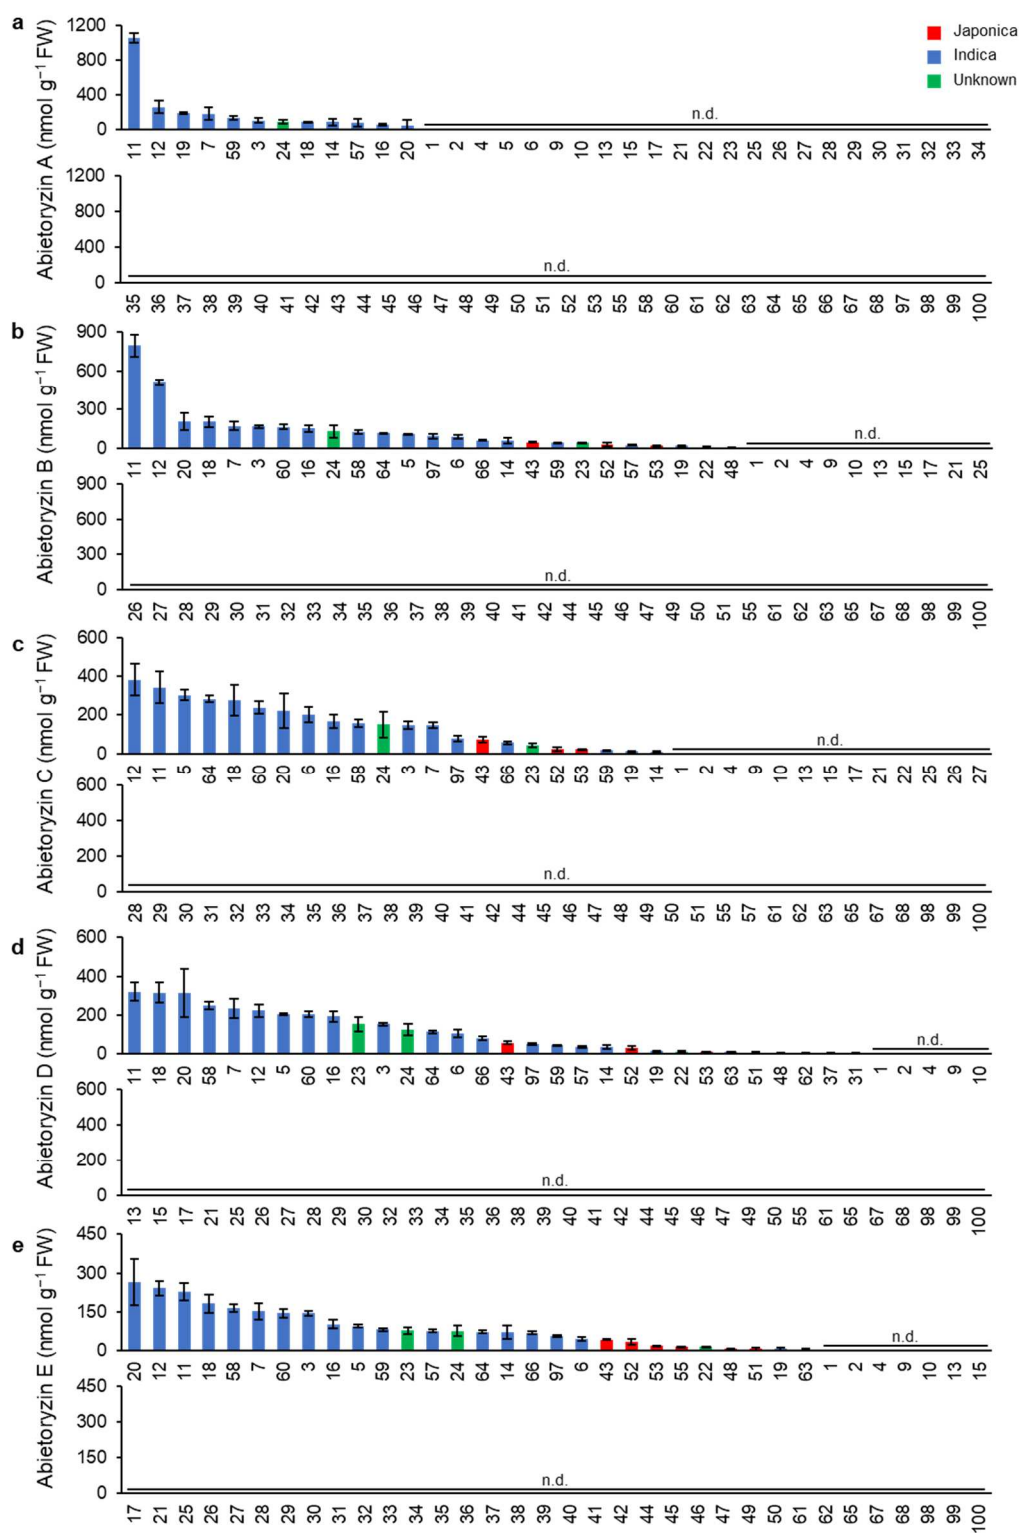 a
Abietoryzin A (nmol g⁻¹ FW)
1200
800
400
0
Japonica
Indica
Unknown
n.d.
11 12 19 7 59 3 24 18 14 57 16 20 1 2 4 5 6 9 10 13 15 17 21 22 23 25 26 27 28 29 30 31 32 33 34
1200
800
400
0
n.d.
35 36 37 38 39 40 41 42 43 44 45 46 47 48 49 50 51 52 53 55 58 60 61 62 63 64 65 66 67 68 97 98 99 100
b
Abietoryzin B (nmol g⁻¹ FW)
900
600
300
0
n.d.
11 12 20 18 7 3 60 16 24 58 64 5 97 6 66 14 43 59 23 52 57 53 19 22 48 1 2 4 9 10 13 15 17 21 25
900
600
300
0
n.d.
26 27 28 29 30 31 32 33 34 35 36 37 38 39 40 41 42 44 45 46 47 49 50 51 55 61 62 63 65 67 68 98 99 100
c
Abietoryzin C (nmol g⁻¹ FW)
600
400
200
0
n.d.
12 11 5 64 18 60 20 6 16 58 24 3 7 97 43 66 23 52 53 59 19 14 1 2 4 9 10 13 15 17 21 22 25 26 27
600
400
200
0
n.d.
28 29 30 31 32 33 34 35 36 37 38 39 40 41 42 44 45 46 47 48 49 50 51 55 57 61 62 63 65 67 68 98 99 100
d
Abietoryzin D (nmol g⁻¹ FW)
600
400
200
0
n.d.
11 18 20 58 7 12 5 60 16 23 3 24 64 6 66 43 97 59 57 14 52 19 22 53 63 51 48 62 37 31 1 2 4 9 10
600
400
200
0
n.d.
13 15 17 21 25 26 27 28 29 30 32 33 34 35 36 38 39 40 41 42 44 45 46 47 49 50 55 61 65 67 68 98 99 100
e
Abietoryzin E (nmol g⁻¹ FW)
450
300
150
0
n.d.
20 12 11 18 58 7 60 3 16 5 59 23 57 24 64 14 66 97 6 43 52 53 55 22 48 51 19 63 1 2 4 9 10 13 15
450
300
150
0
n.d.
17 21 25 26 27 28 29 30 31 32 33 34 35 36 37 38 39 40 41 42 44 45 46 47 49 50 61 62 65 67 68 98 99 100